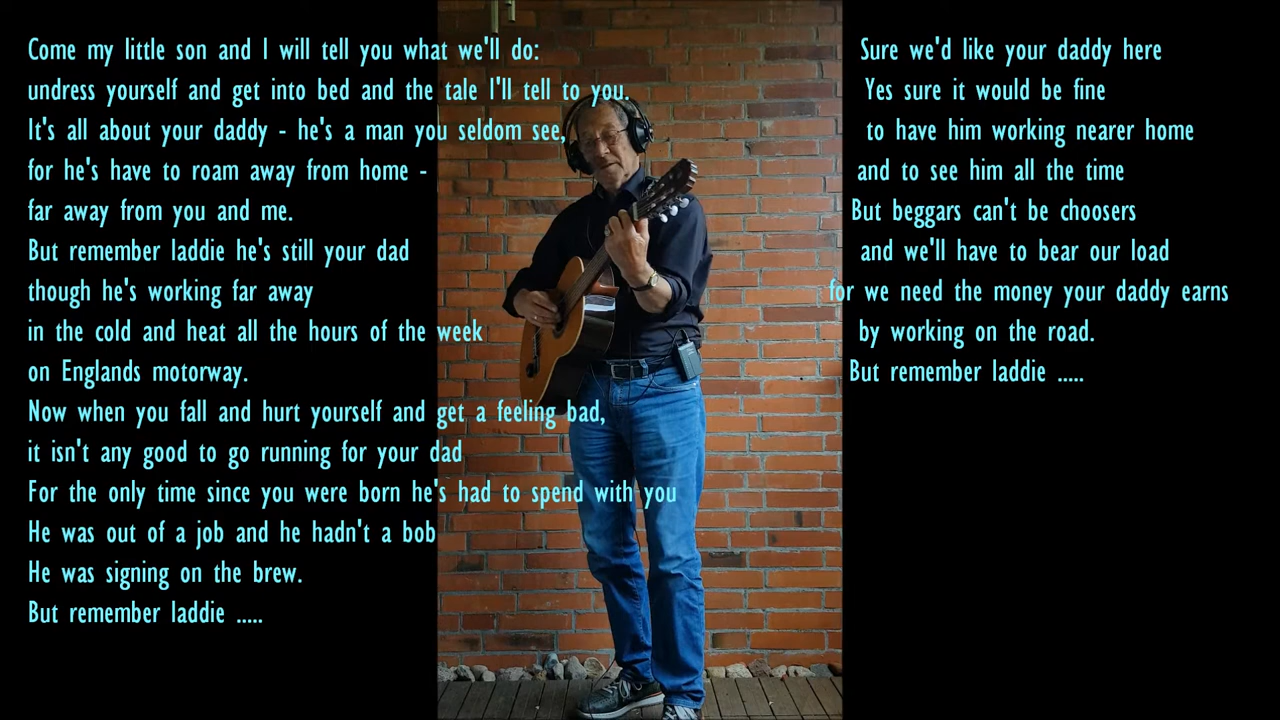 Come my little son and I will tell you what we'll do:
undress yourself and get into bed and the tale I'll tell to you.
It's all about your daddy - he's a man you seldom see,
for he's have to roam away from home -
far away from you and me.
But remember laddie he's still your dad
though he's working far away
in the cold and heat all the hours of the week
on Englands motorway.
Now when you fall and hurt yourself and get a feeling bad,
it isn't any good to go running for your dad
For the only time since you were born he's had to spend with you
He was out of a job and he hadn't a bob
He was signing on the brew.
But remember laddie .....
Sure we'd like your daddy here
Yes sure it would be fine
to have him working nearer home
and to see him all the time
But beggars can't be choosers
and we'll have to bear our load
for we need the money your daddy earns
by working on the road.
But remember laddie .....